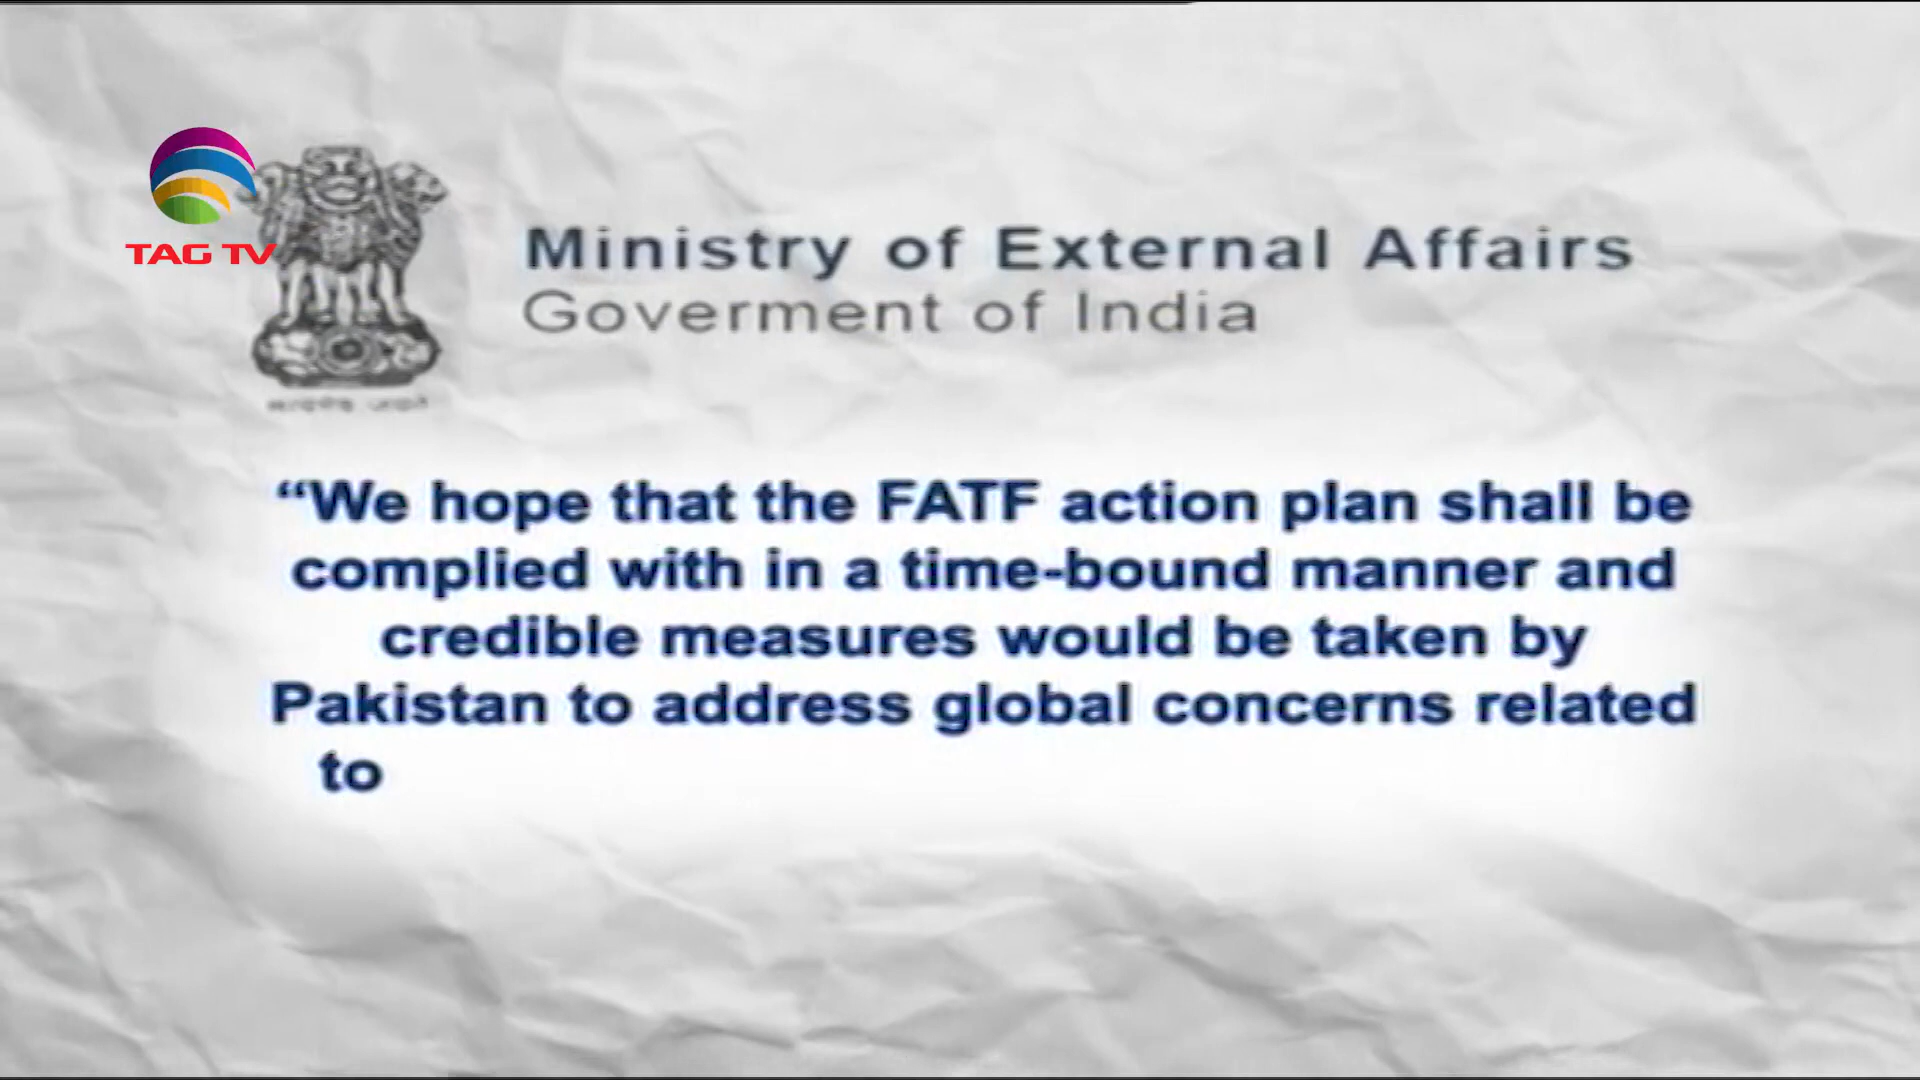 TAG TV
Ministry of External Affairs
Goverment of India
“We hope that the FATF action plan shall be
complied with in a time-bound manner and
credible measures would be taken by
Pakistan to address global concerns related
to